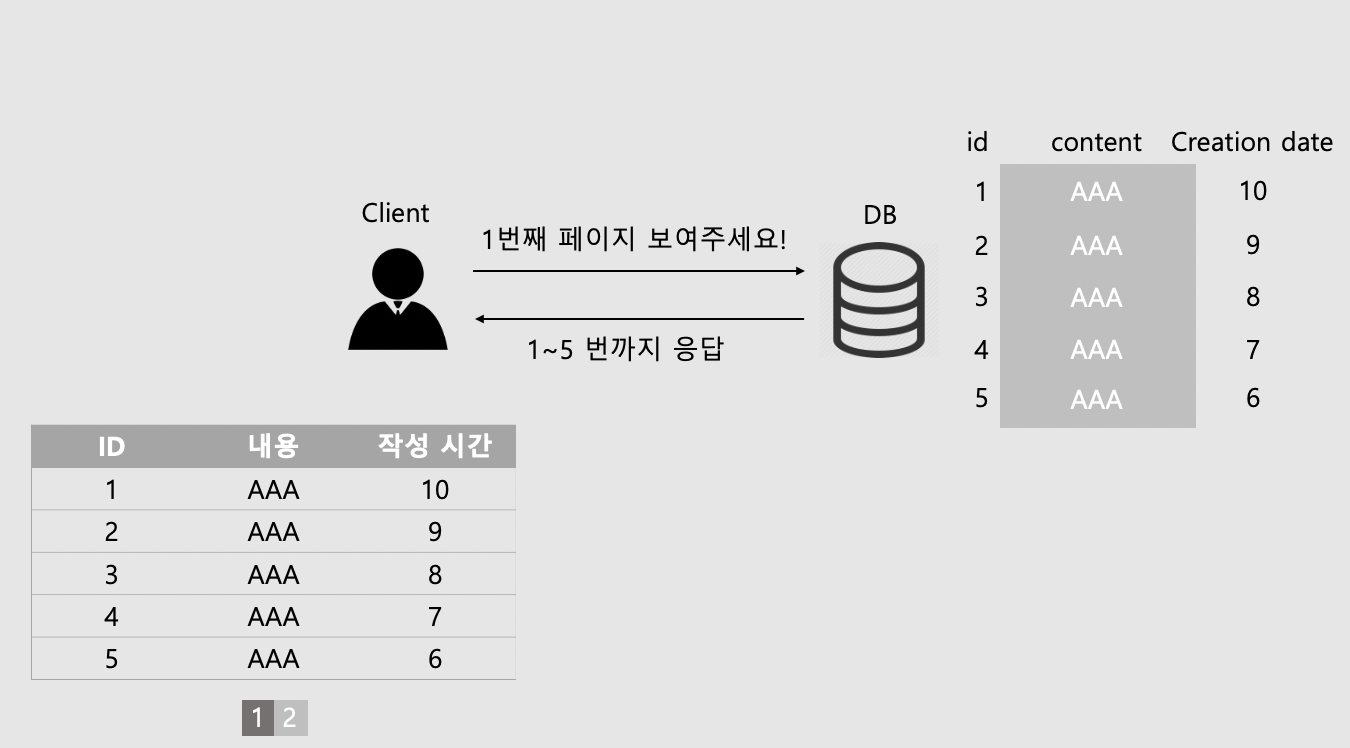 id content Creation date
1 AAA 10
2 AAA 9
3 AAA 8
4 AAA 7
5 AAA 6
Client
1번째 페이지 보여주세요!
DB
1~5 번까지 응답
ID 내용 작성 시간
1 AAA 10
2 AAA 9
3 AAA 8
4 AAA 7
5 AAA 6
1 2